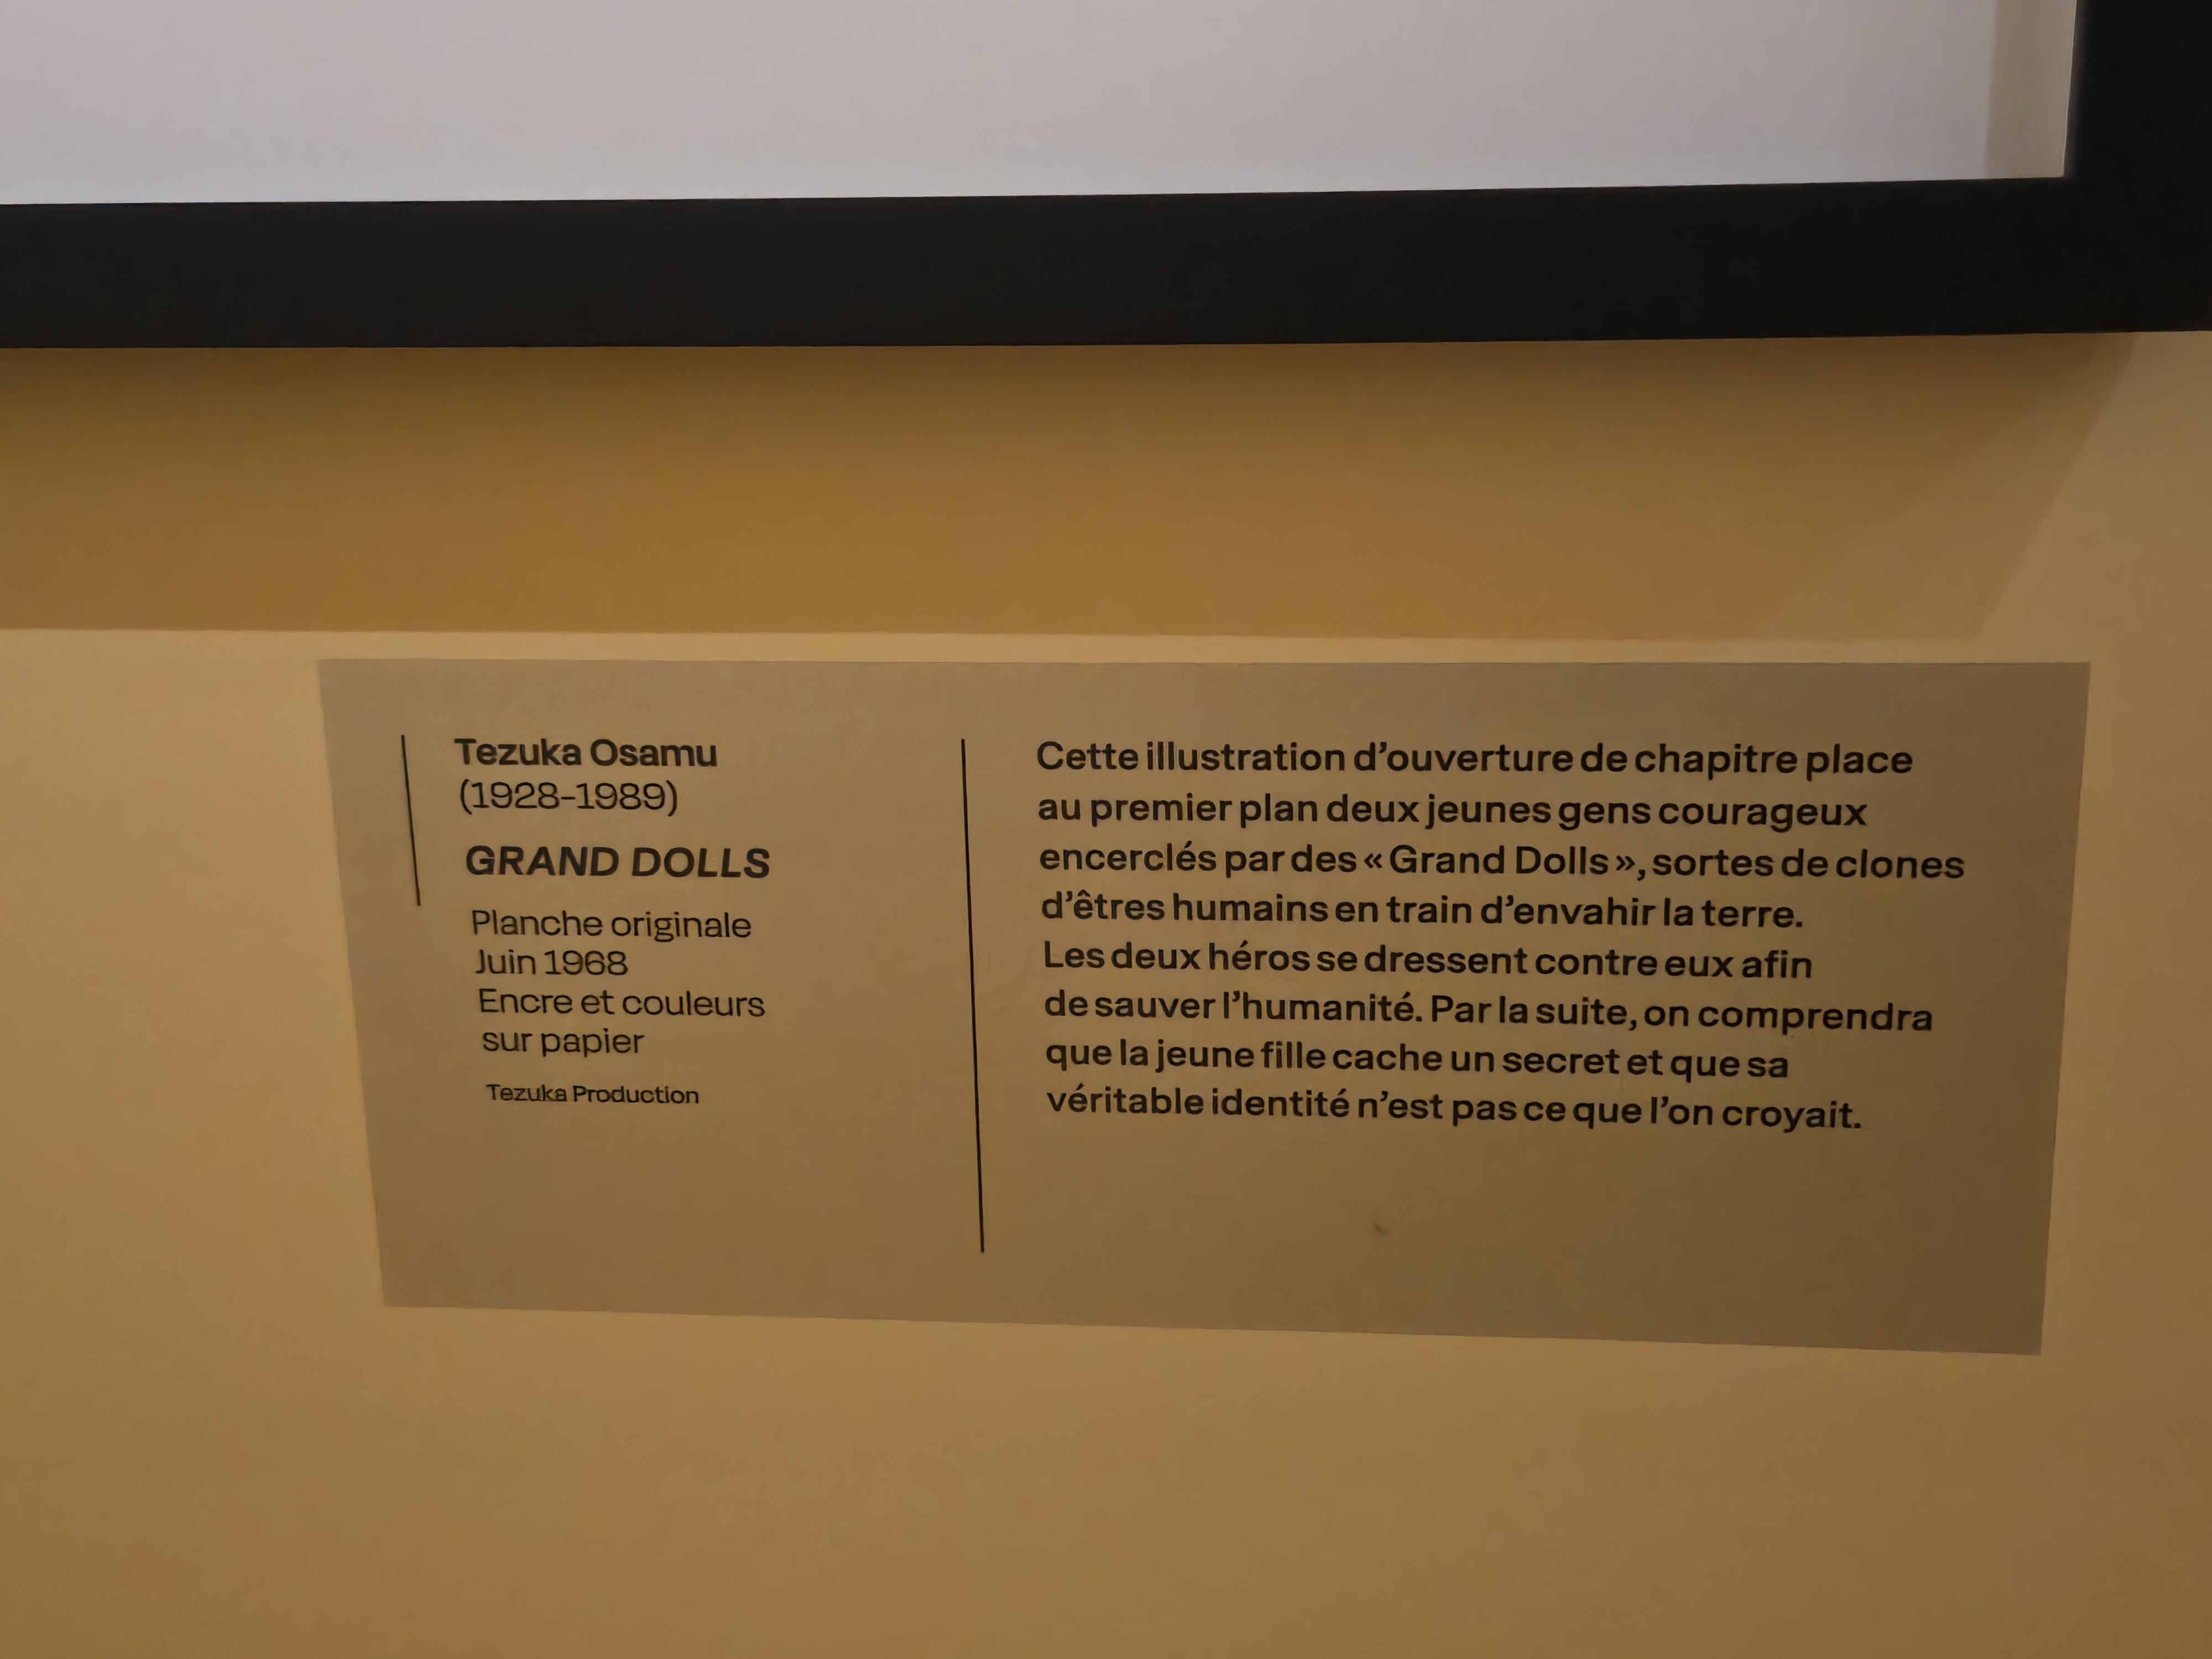 Tezuka Osamu
(1928-1989)
GRAND DOLLS
Planche originale
Juin 1968
Encre et couleurs
sur papier
Tezuka Production
Cette illustration d’ouverture de chapitre place
au premier plan deux jeunes gens courageux
encerclés par des « Grand Dolls », sortes de clones
d’êtres humains en train d’envahir la terre.
Les deux héros se dressent contre eux afin
de sauver l’humanité. Par la suite, on comprendra
que la jeune fille cache un secret et que sa
véritable identité n’est pas ce que l’on croyait.